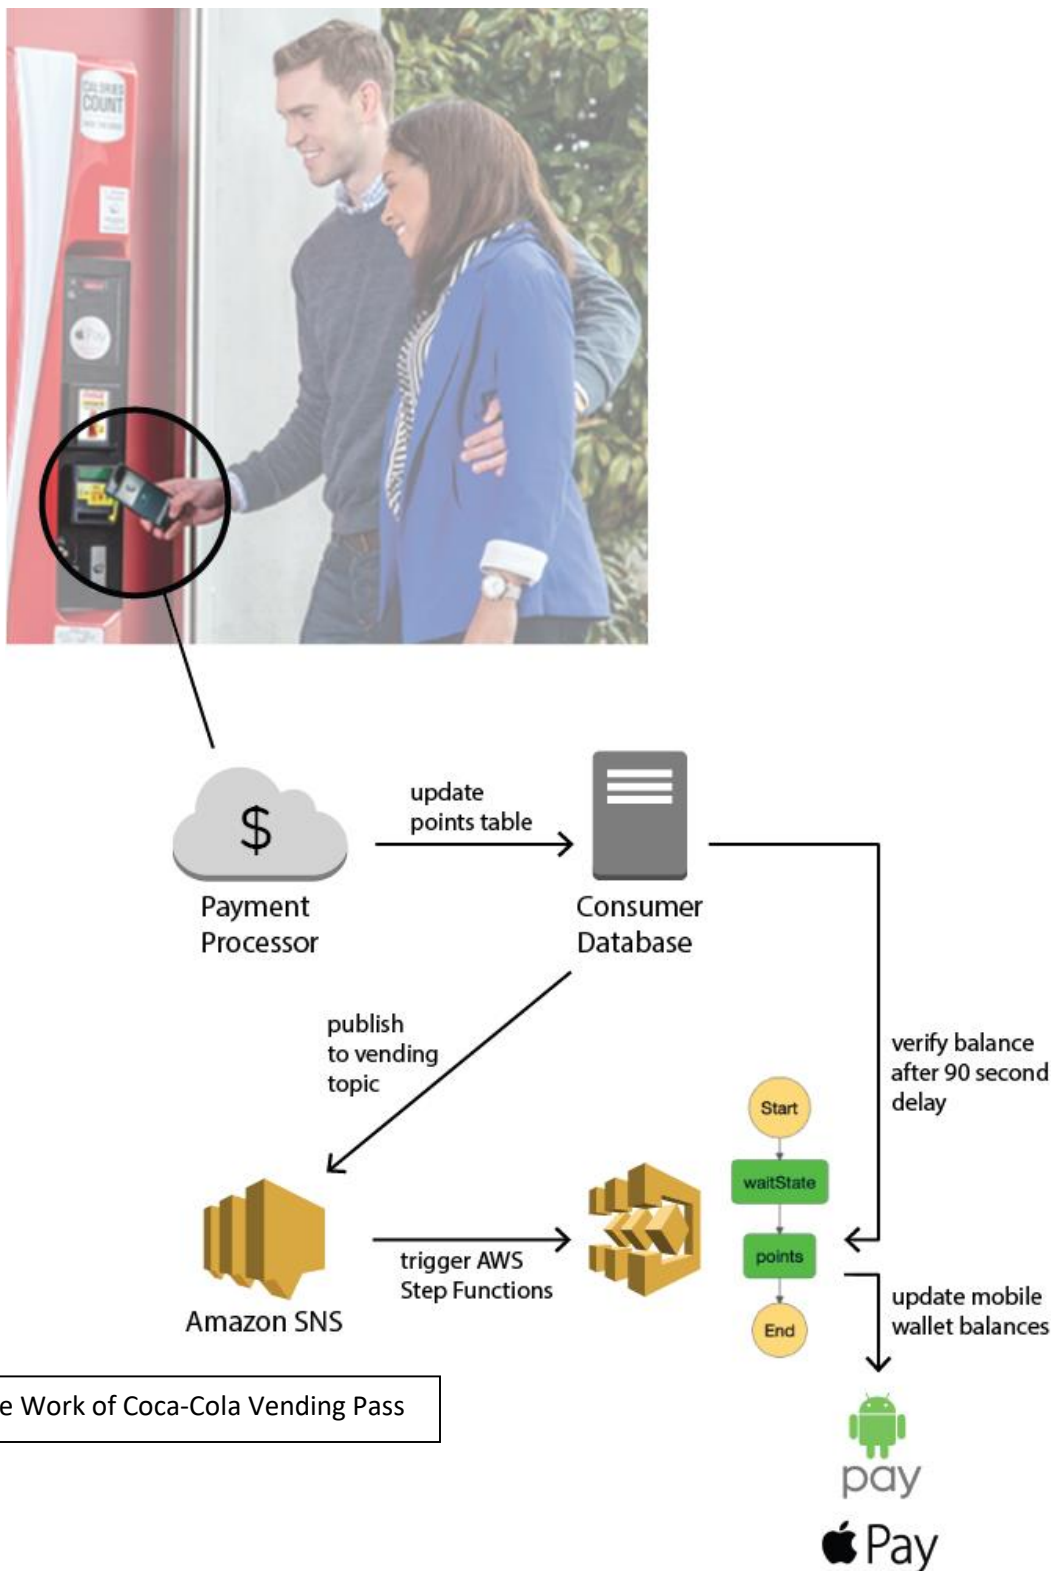 CALORIES
COUNT
Pay
$
update
points table
Payment
Processor
Consumer
Database
publish
to vending
topic
verify balance
after 90 second
delay
Start
waitState
points
End
trigger AWS
Step Functions
Amazon SNS
update mobile
wallet balances
e Work of Coca-Cola Vending Pass
pay
Pay